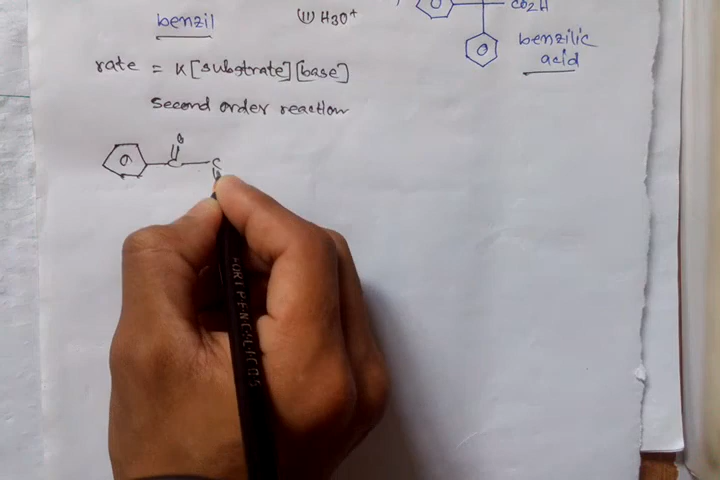 CO2H
benzil (ii) H3O+
benzilic
acid
rate = K[substrate][base]
Second order reaction
O
C C